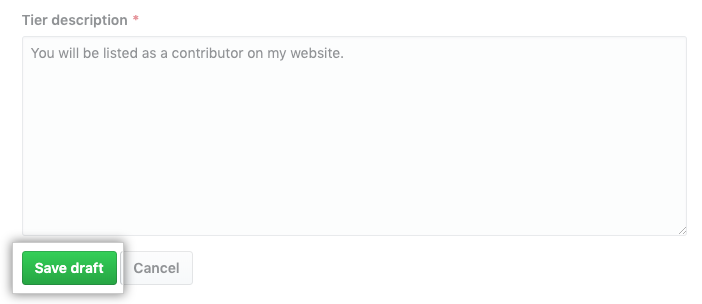 Tier description *
You will be listed as a contributor on my website.
Save draft Cancel